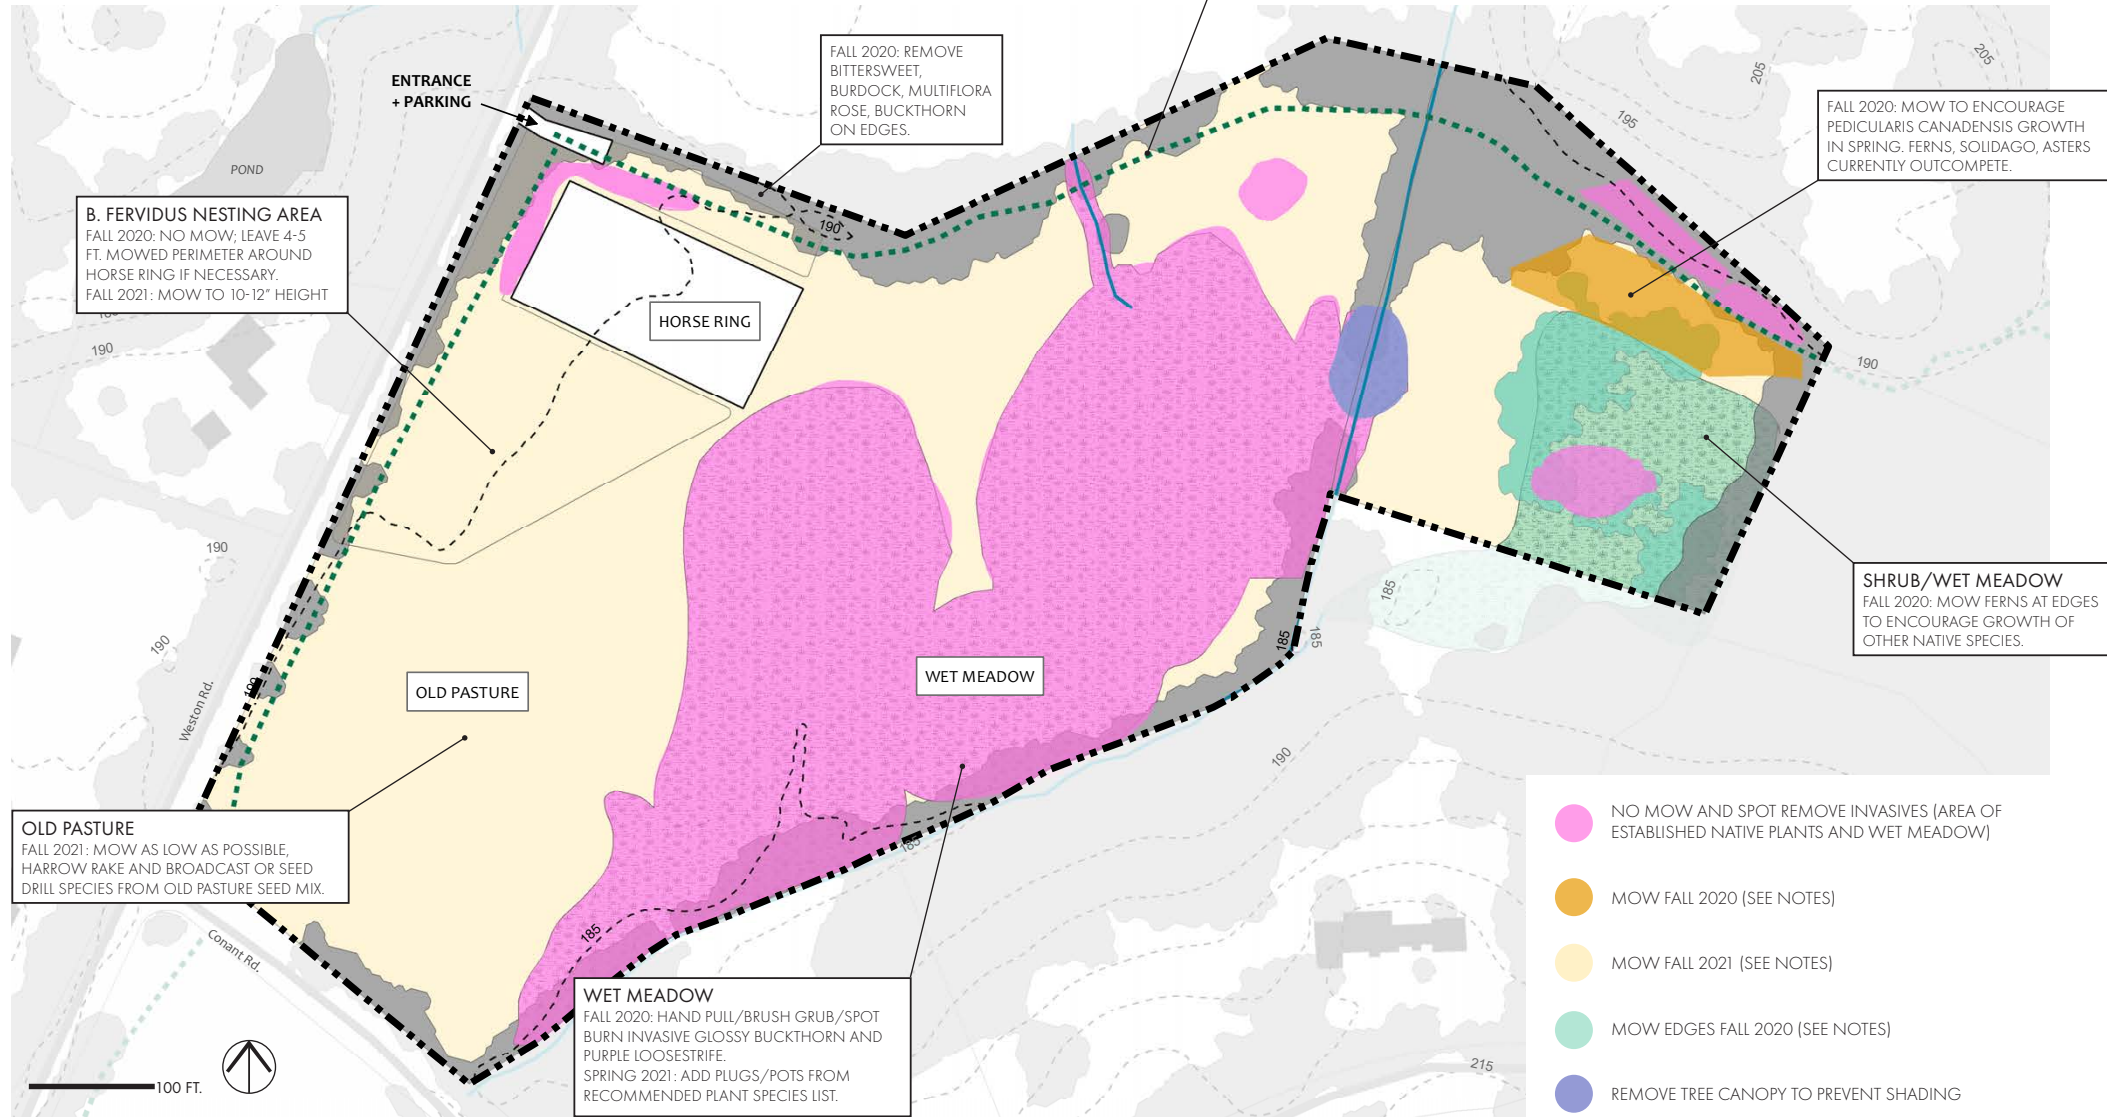 ENTRANCE
+ PARKING
POND
FALL 2020: REMOVE
BITTERSWEET,
BURDOCK, MULTIFLORA
ROSE, BUCKTHORN
ON EDGES.
205
205
195
FALL 2020: MOW TO ENCOURAGE
PEDICULARIS CANADENSIS GROWTH
IN SPRING. FERNS, SOLIDAGO, ASTERS
CURRENTLY OUTCOMPETE.
B. FERVIDUS NESTING AREA
FALL 2020: NO MOW; LEAVE 4-5
FT. MOWED PERIMETER AROUND
HORSE RING IF NECESSARY.
FALL 2021: MOW TO 10-12" HEIGHT
190
HORSE RING
190
190
190
190
190
185
185
185
SHRUB/WET MEADOW
FALL 2020: MOW FERNS AT EDGES
TO ENCOURAGE GROWTH OF
OTHER NATIVE SPECIES.
WET MEADOW
OLD PASTURE
190
Weston Rd.
190
OLD PASTURE
FALL 2021: MOW AS LOW AS POSSIBLE,
HARROW RAKE AND BROADCAST OR SEED
DRILL SPECIES FROM OLD PASTURE SEED MIX.
185
185
Conant Rd.
WET MEADOW
FALL 2020: HAND PULL/BRUSH GRUB/SPOT
BURN INVASIVE GLOSSY BUCKTHORN AND
PURPLE LOOSESTRIFE.
SPRING 2021: ADD PLUGS/POTS FROM
RECOMMENDED PLANT SPECIES LIST.
215
100 FT.
NO MOW AND SPOT REMOVE INVASIVES (AREA OF
ESTABLISHED NATIVE PLANTS AND WET MEADOW)
MOW FALL 2020 (SEE NOTES)
MOW FALL 2021 (SEE NOTES)
MOW EDGES FALL 2020 (SEE NOTES)
REMOVE TREE CANOPY TO PREVENT SHADING